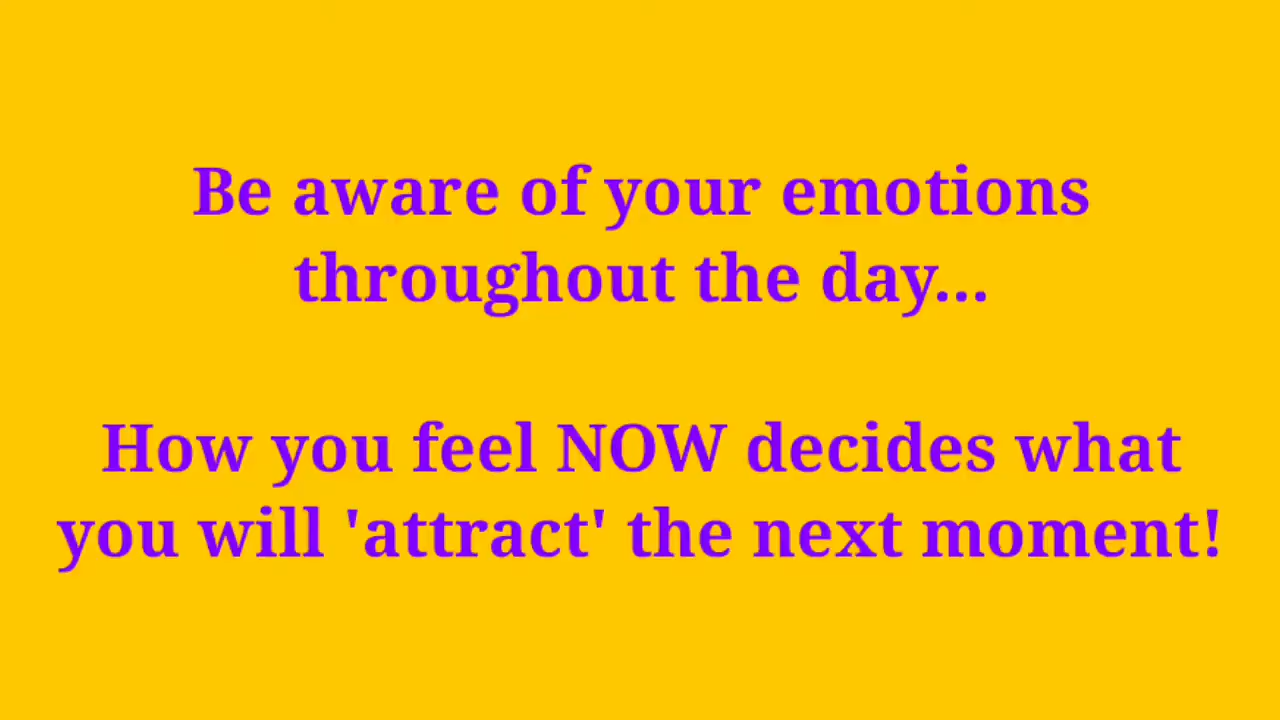 Be aware of your emotions
throughout the day...
How you feel NOW decides what
you will 'attract' the next moment!